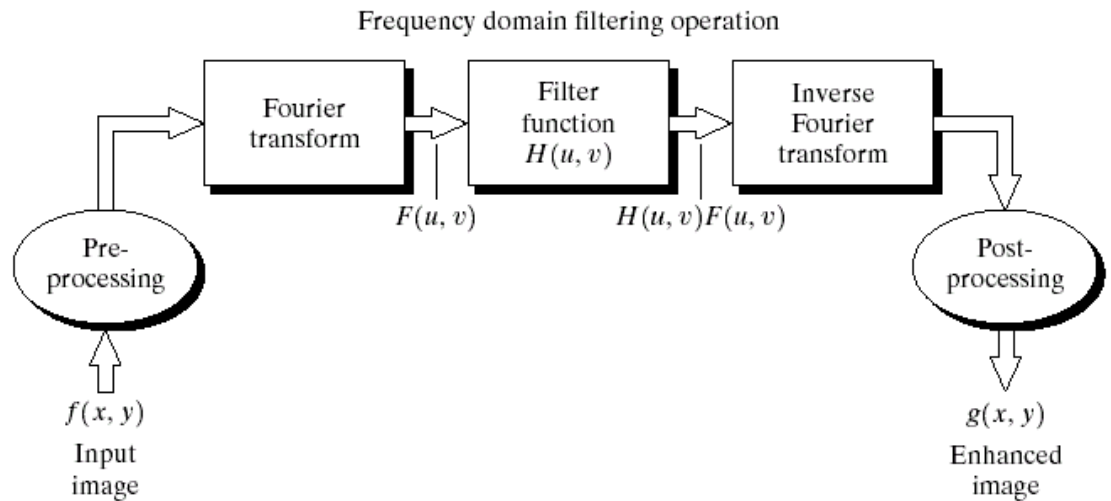 Frequency domain filtering operation
Fourier
transform
Filter
function
H(u, v)
Inverse
Fourier
transform
F(u, v)
H(u, v)F(u, v)
Pre-
processing
Post-
processing
f(x, y)
Input
image
g(x, y)
Enhanced
image